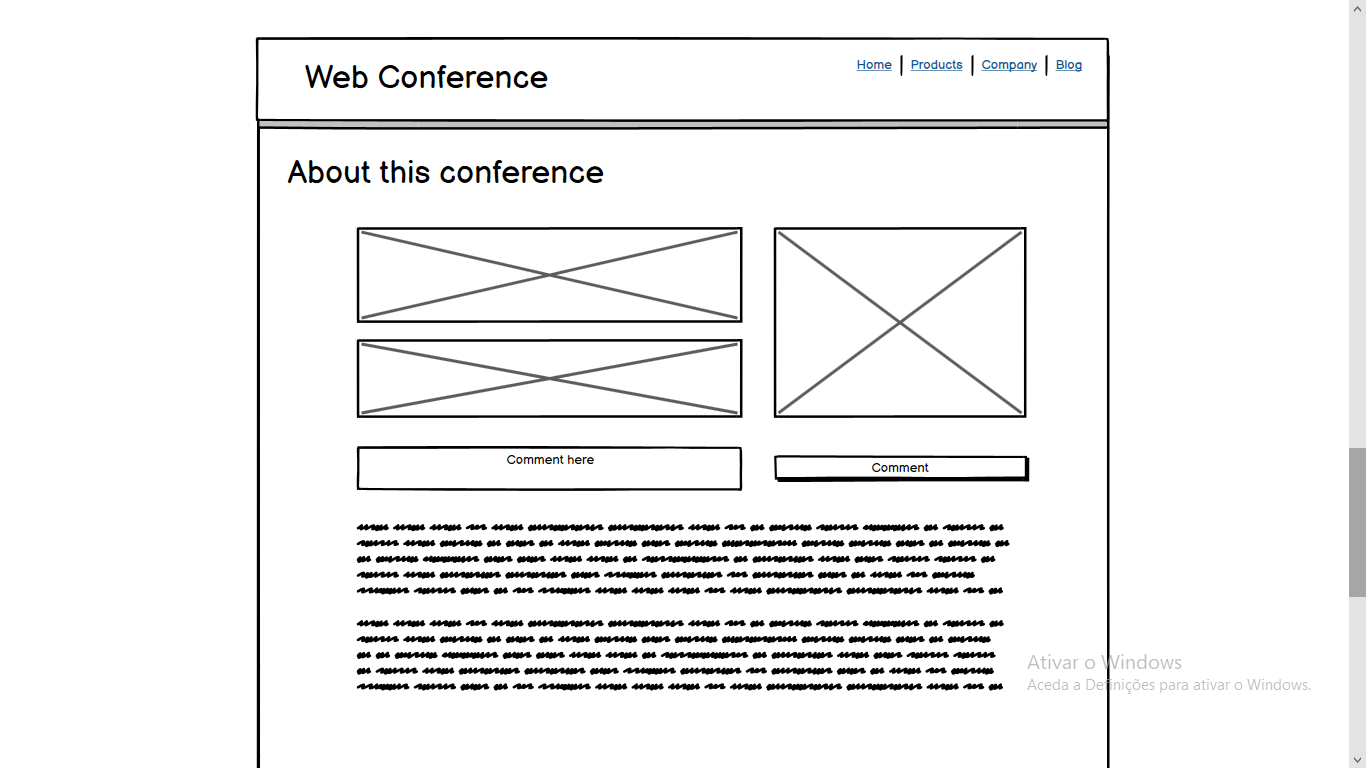 Web Conference
Home | Products | Company | Blog
About this conference
Comment here
Comment
Ativar o Windows
Aceda a Definições para ativar o Windows.